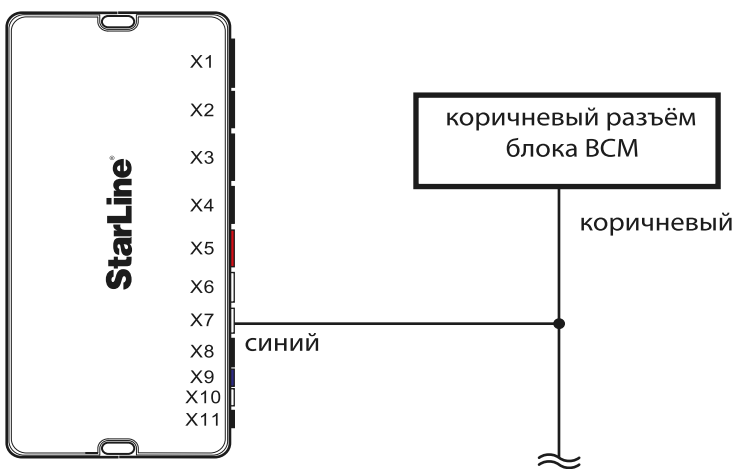 StarLine®
X1
X2
X3
X4
X5
X6
X7
X8
X9
X10
X11
синий
коричневый разъём
блока BCM
коричневый